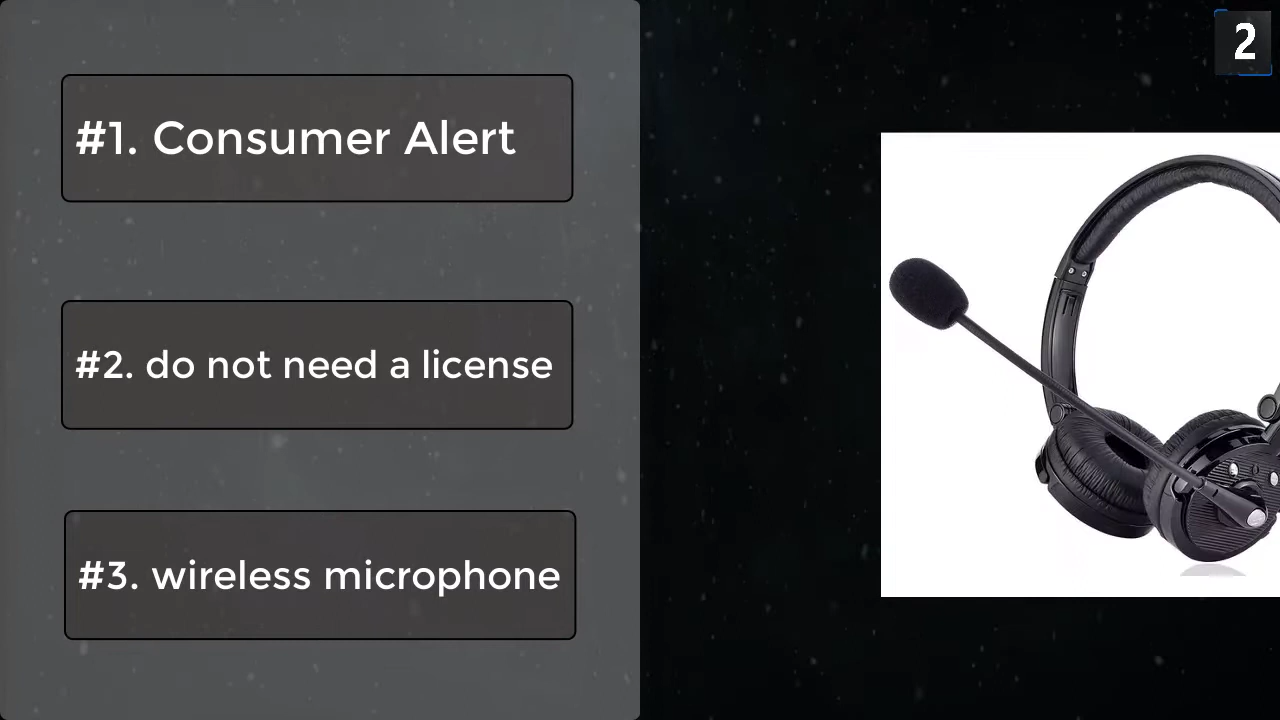 2
#1. Consumer Alert
#2. do not need a license
#3. wireless microphone